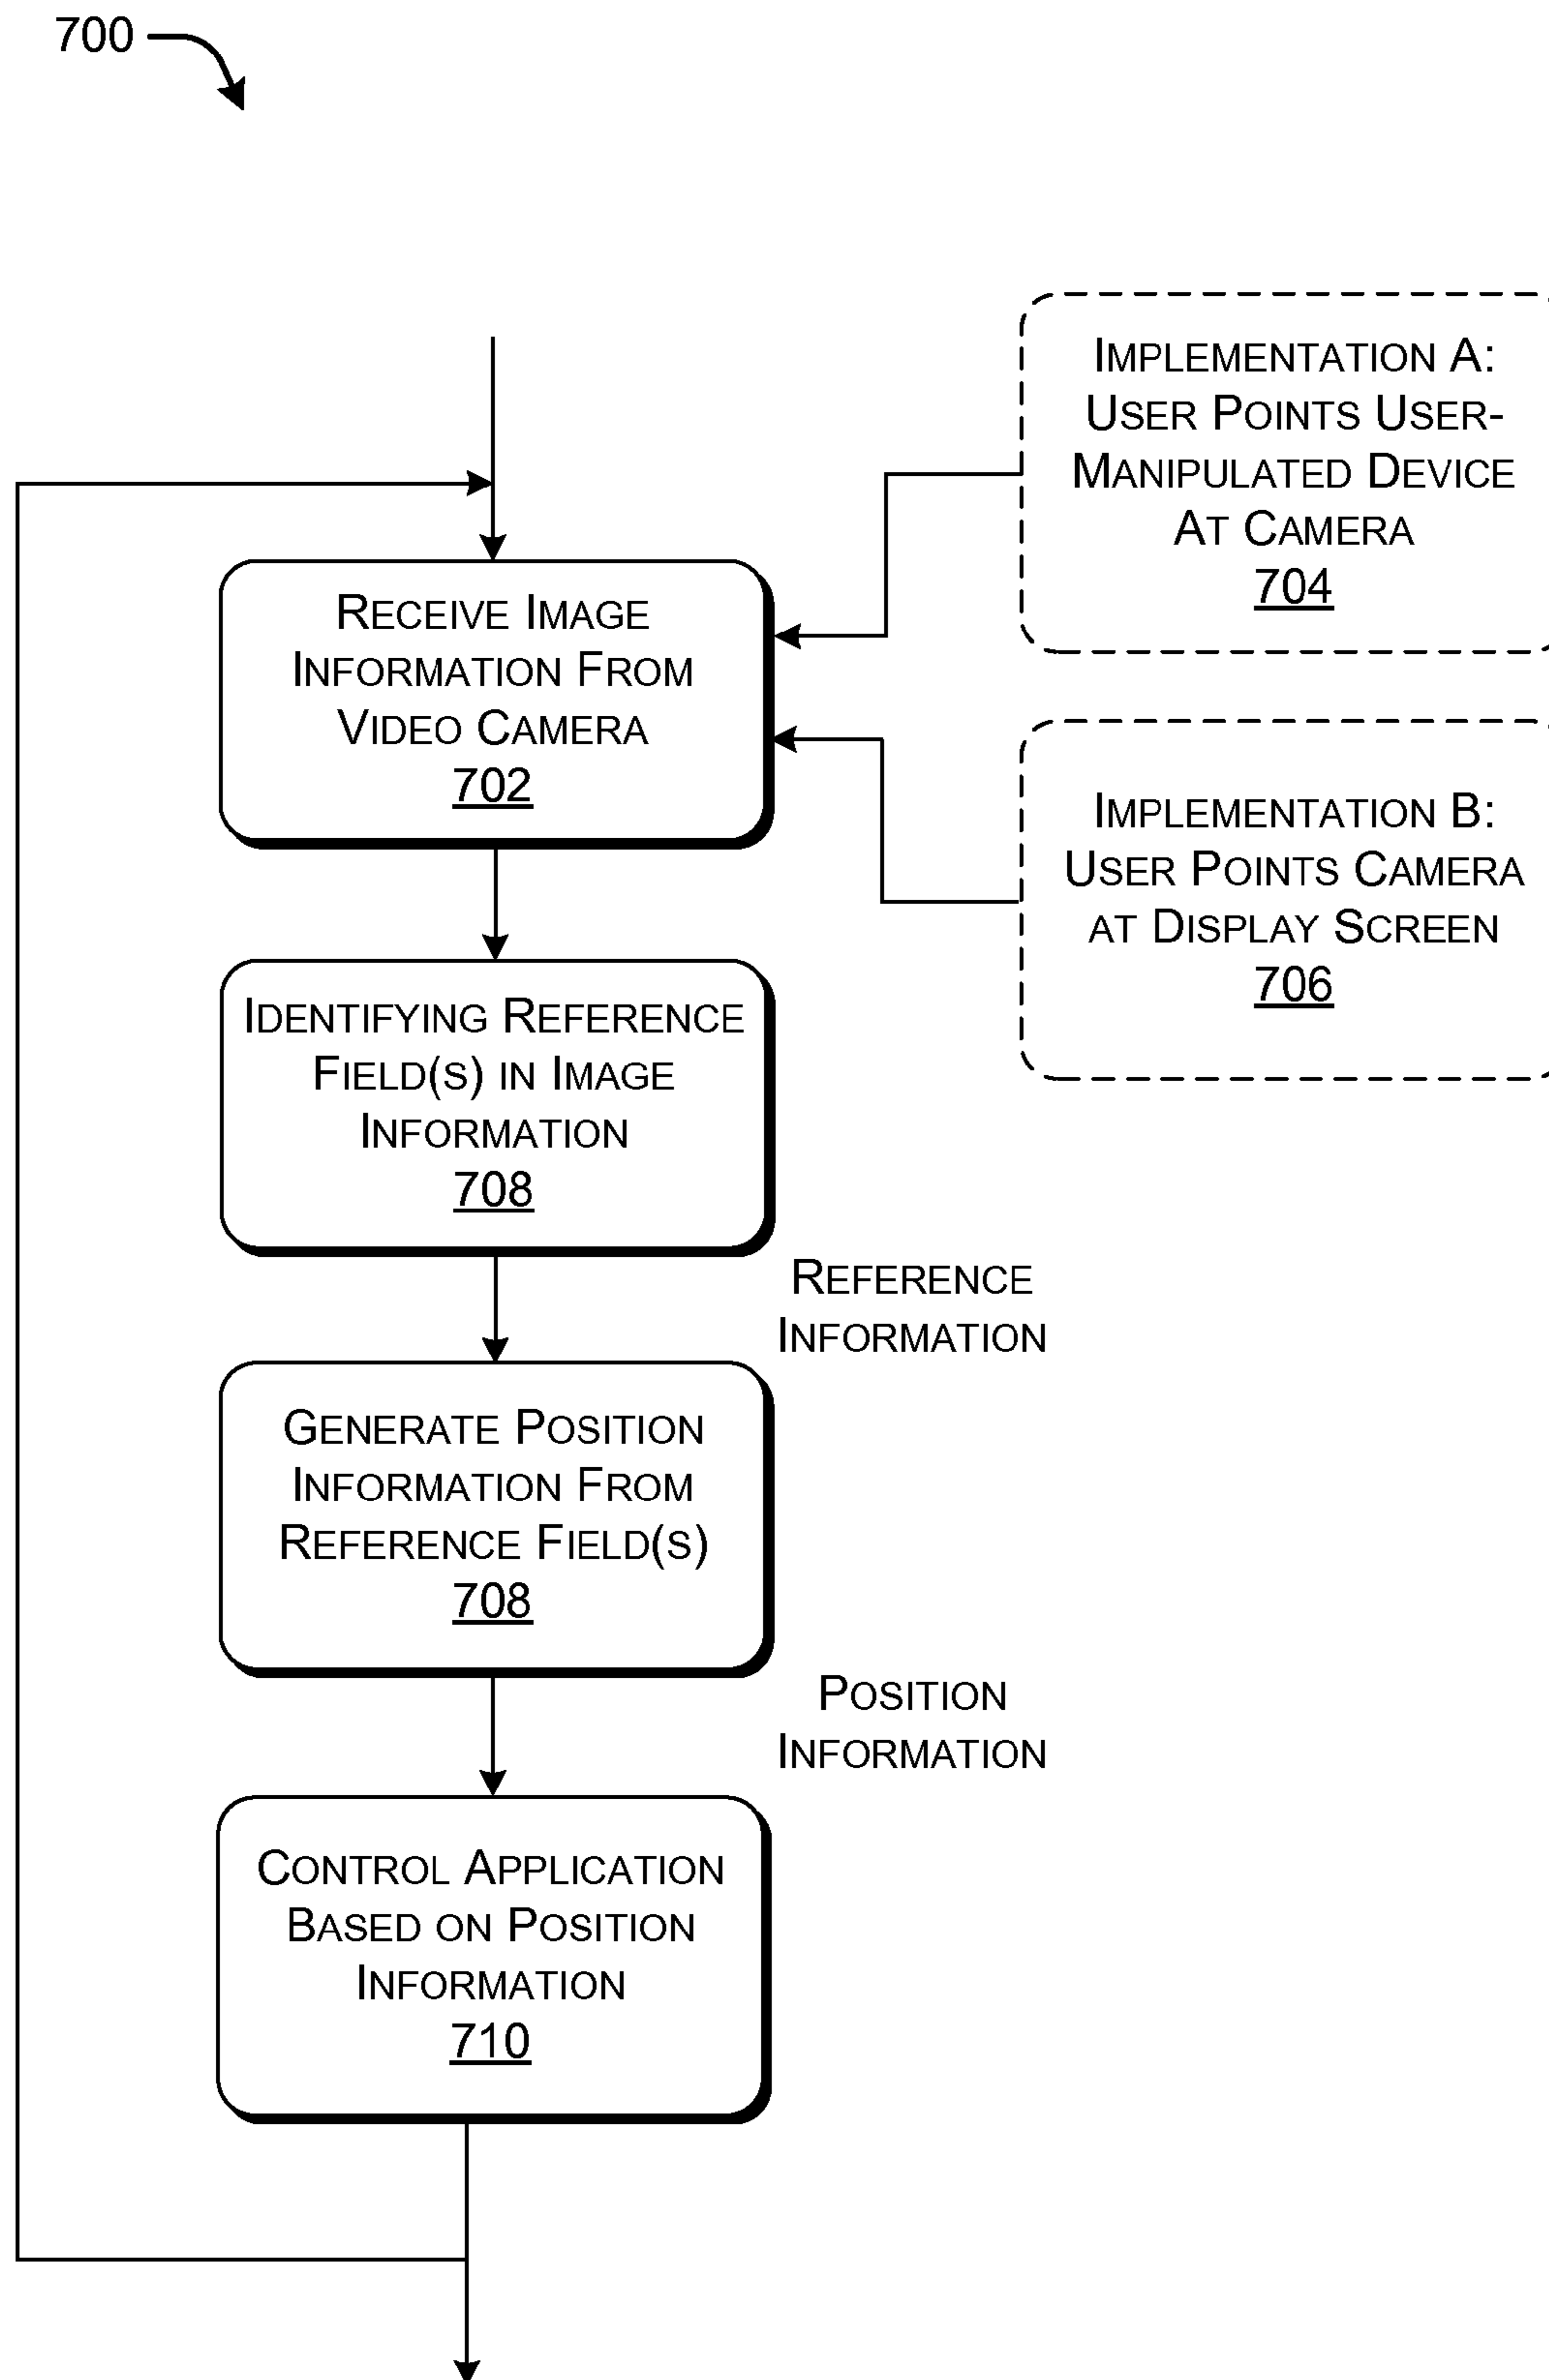 700
IMPLEMENTATION A:
USER POINTS USER-
MANIPULATED DEVICE
AT CAMERA
704
RECEIVE IMAGE
INFORMATION FROM
VIDEO CAMERA
702
IMPLEMENTATION B:
USER POINTS CAMERA
AT DISPLAY SCREEN
706
IDENTIFYING REFERENCE
FIELD(S) IN IMAGE
INFORMATION
708
REFERENCE
INFORMATION
GENERATE POSITION
INFORMATION FROM
REFERENCE FIELD(S)
708
POSITION
INFORMATION
CONTROL APPLICATION
BASED ON POSITION
INFORMATION
710